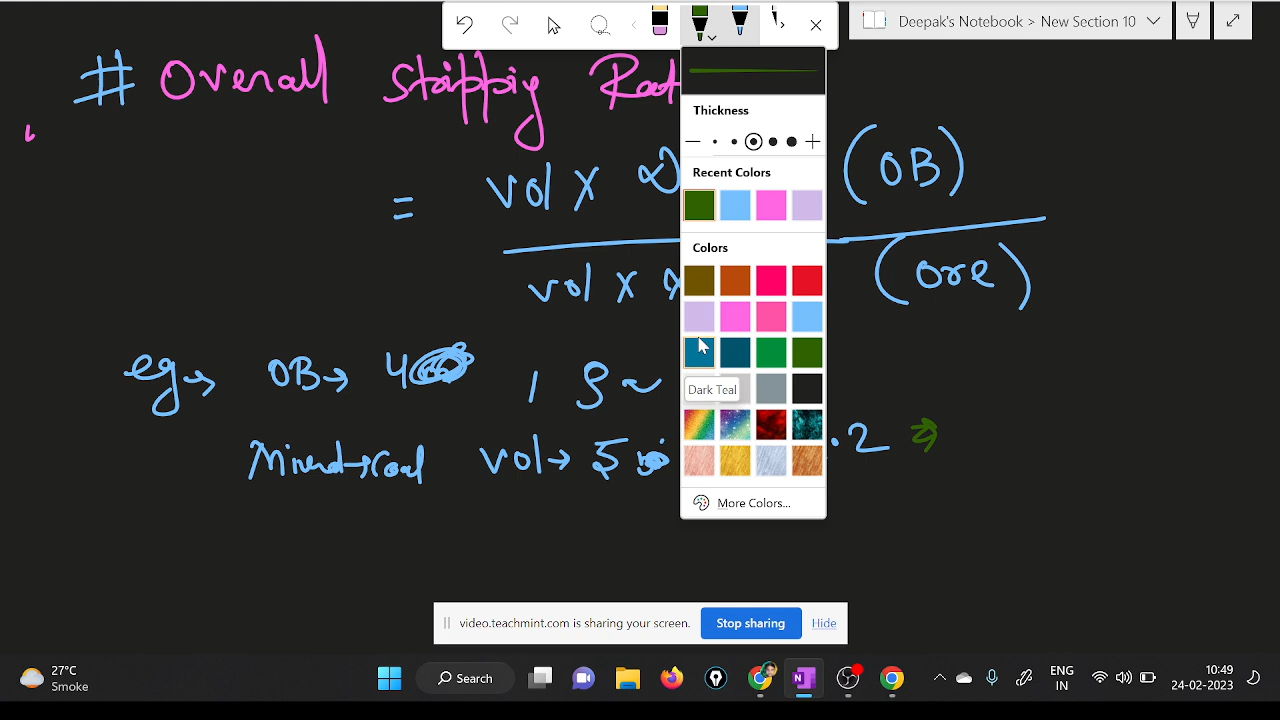 Deepak's Notebook > New Section 10
# Overall Stripping Rat
Thickness
Recent Colors
= vol x D (OB)
vol x (ore)
Colors
Dark Teal
eg → OB → 4 , ρ ~
Mineral → Coal vol → 5 .2 ⇒
More Colors...
video.teachmint.com is sharing your screen. Stop sharing Hide
27°C
Smoke
Search
ENG
IN
10:49
24-02-2023